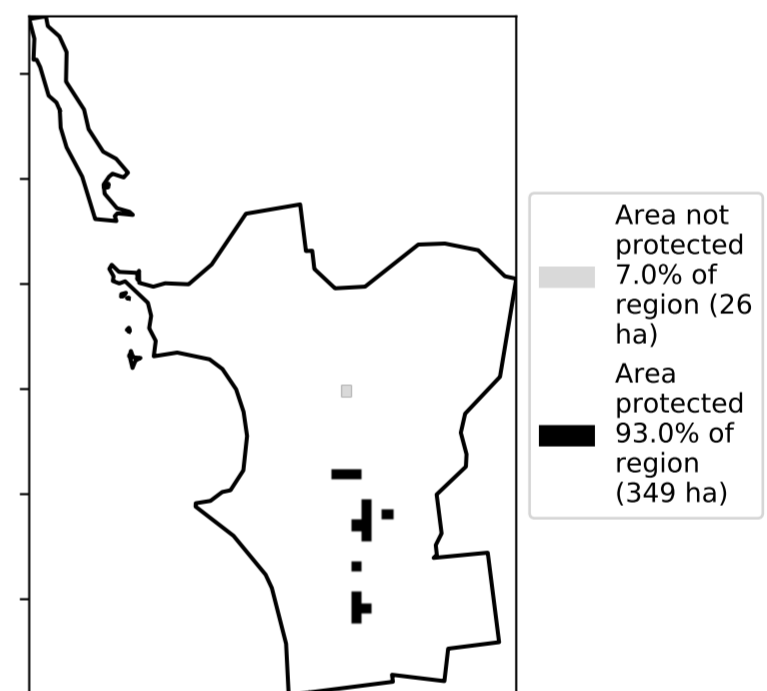 Area not
protected
7.0% of
region (26
ha)
Area
protected
93.0% of
region
(349 ha)